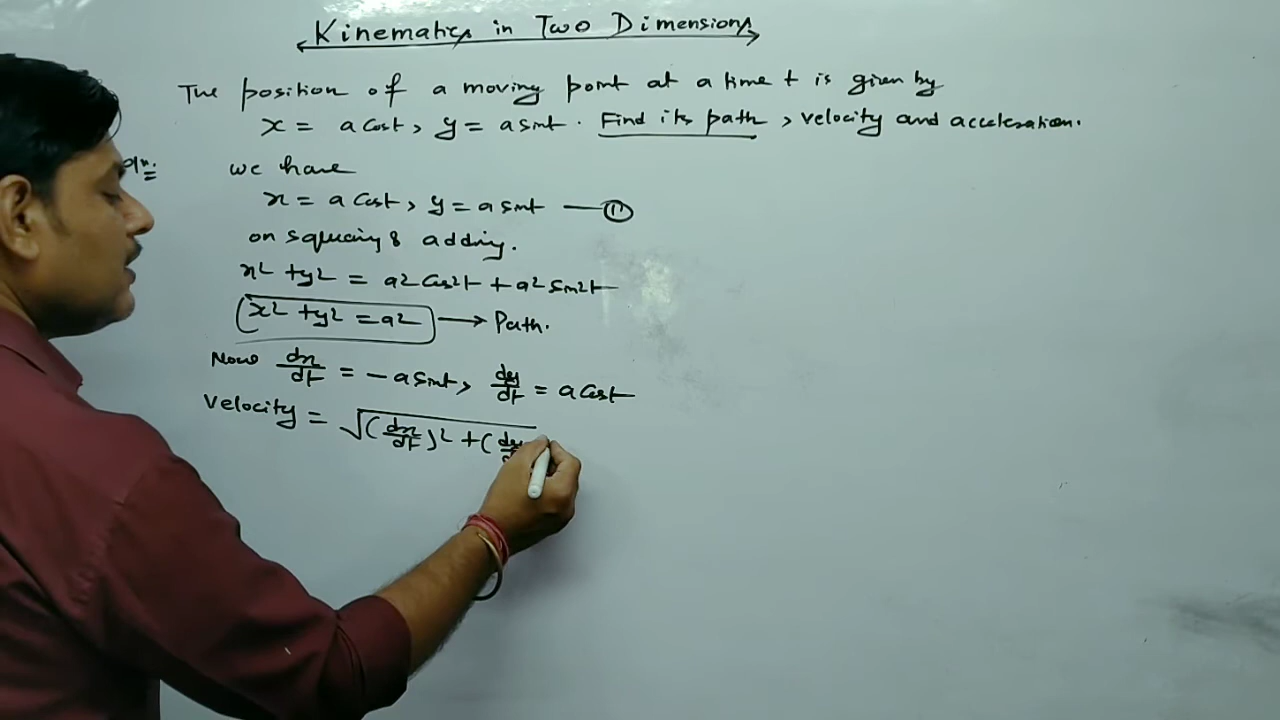 Kinematics in Two Dimensions
The position of a moving point at a time t is given by
x = a cost, y = a sint. Find its path, velocity and acceleration.
we have
x = a cost, y = a sint — ①
on squaring & adding.
x² + y² = a² cos²t + a² sin²t
x² + y² = a² → Path.
Now dx/dt = - a sint, dy/dt = a cost
Velocity = √(dx/dt)² + (dy